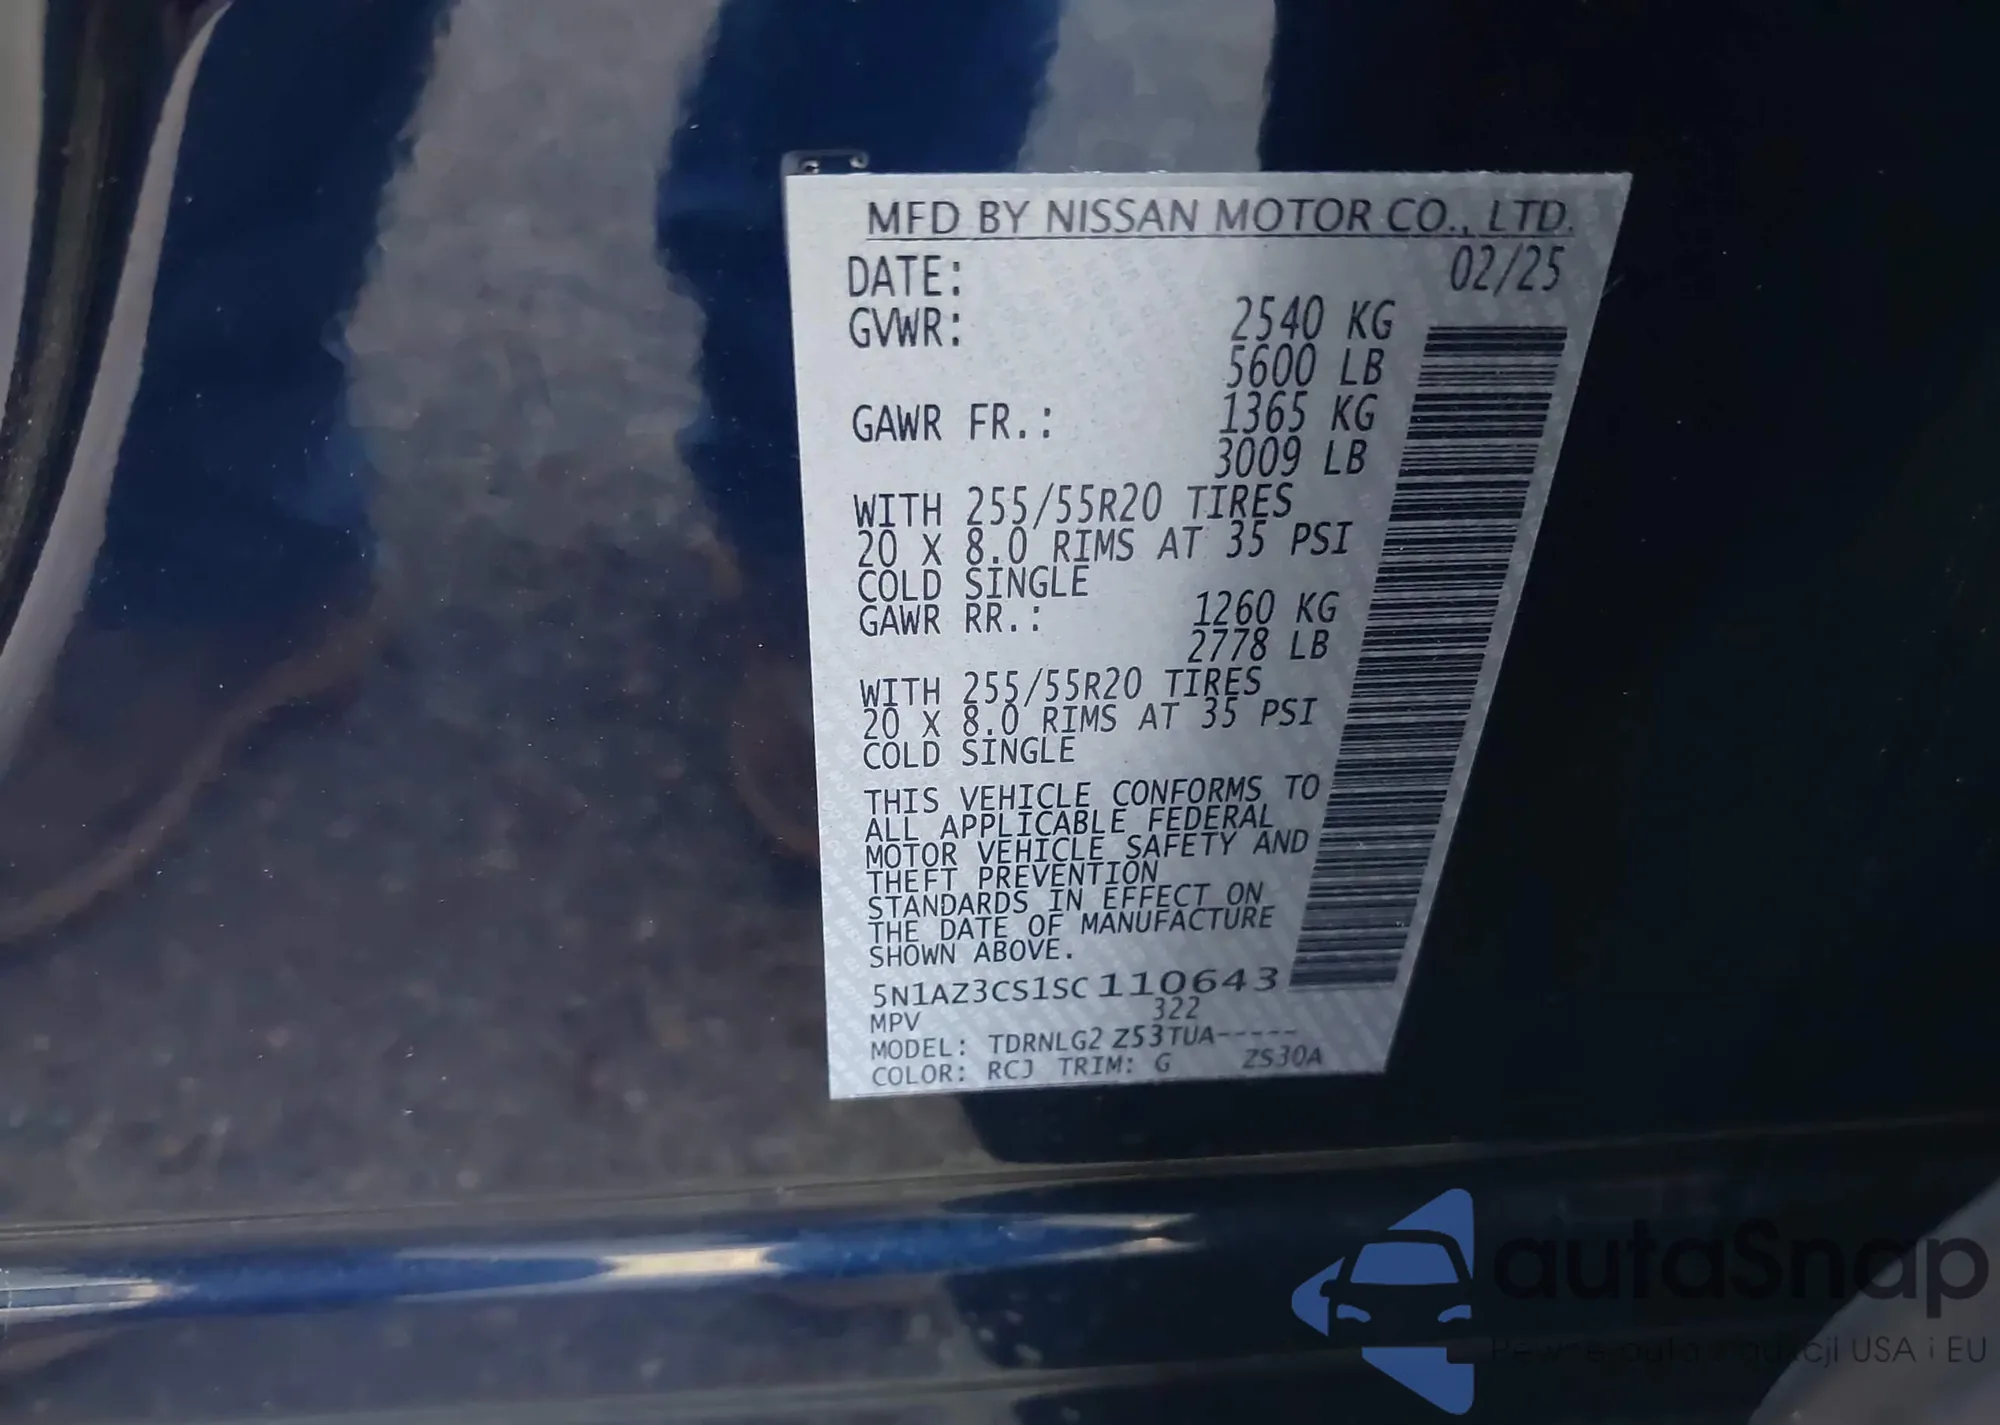 MFD BY NISSAN MOTOR CO., LTD.
DATE: 02/25
GVWR: 2540 KG
5600 LB
GAWR FR.: 1365 KG
3009 LB
WITH 255/55R20 TIRES
20 X 8.0 RIMS AT 35 PSI
COLD SINGLE
GAWR RR.: 1260 KG
2778 LB
WITH 255/55R20 TIRES
20 X 8.0 RIMS AT 35 PSI
COLD SINGLE
THIS VEHICLE CONFORMS TO
ALL APPLICABLE FEDERAL
MOTOR VEHICLE SAFETY AND
THEFT PREVENTION
STANDARDS IN EFFECT ON
THE DATE OF MANUFACTURE
SHOWN ABOVE.
5N1AZ3CS1SC110643
MPV 322
MODEL: TDRNLG2 Z53TUA-----
COLOR: RCJ TRIM: G ZS30A
autaSnap
USA i EU